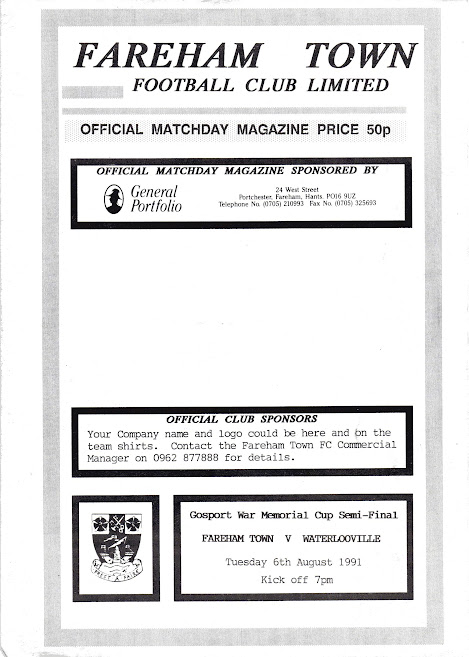 FAREHAM TOWN
FOOTBALL CLUB LIMITED
OFFICIAL MATCHDAY MAGAZINE PRICE 50p
OFFICIAL MATCHDAY MAGAZINE SPONSORED BY
General
Portfolio
24 West Street
Portchester, Fareham, Hants. PO16 9UZ
Telephone No. (0705) 210993 Fax No. (0705) 325693
OFFICIAL CLUB SPONSORS
Your Company name and logo could be here and on the
team shirts. Contact the Fareham Town FC Commercial
Manager on 0962 877888 for details.
Gosport War Memorial Cup Semi-Final
FAREHAM TOWN V WATERLOOVILLE
Tuesday 6th August 1991
Kick off 7pm